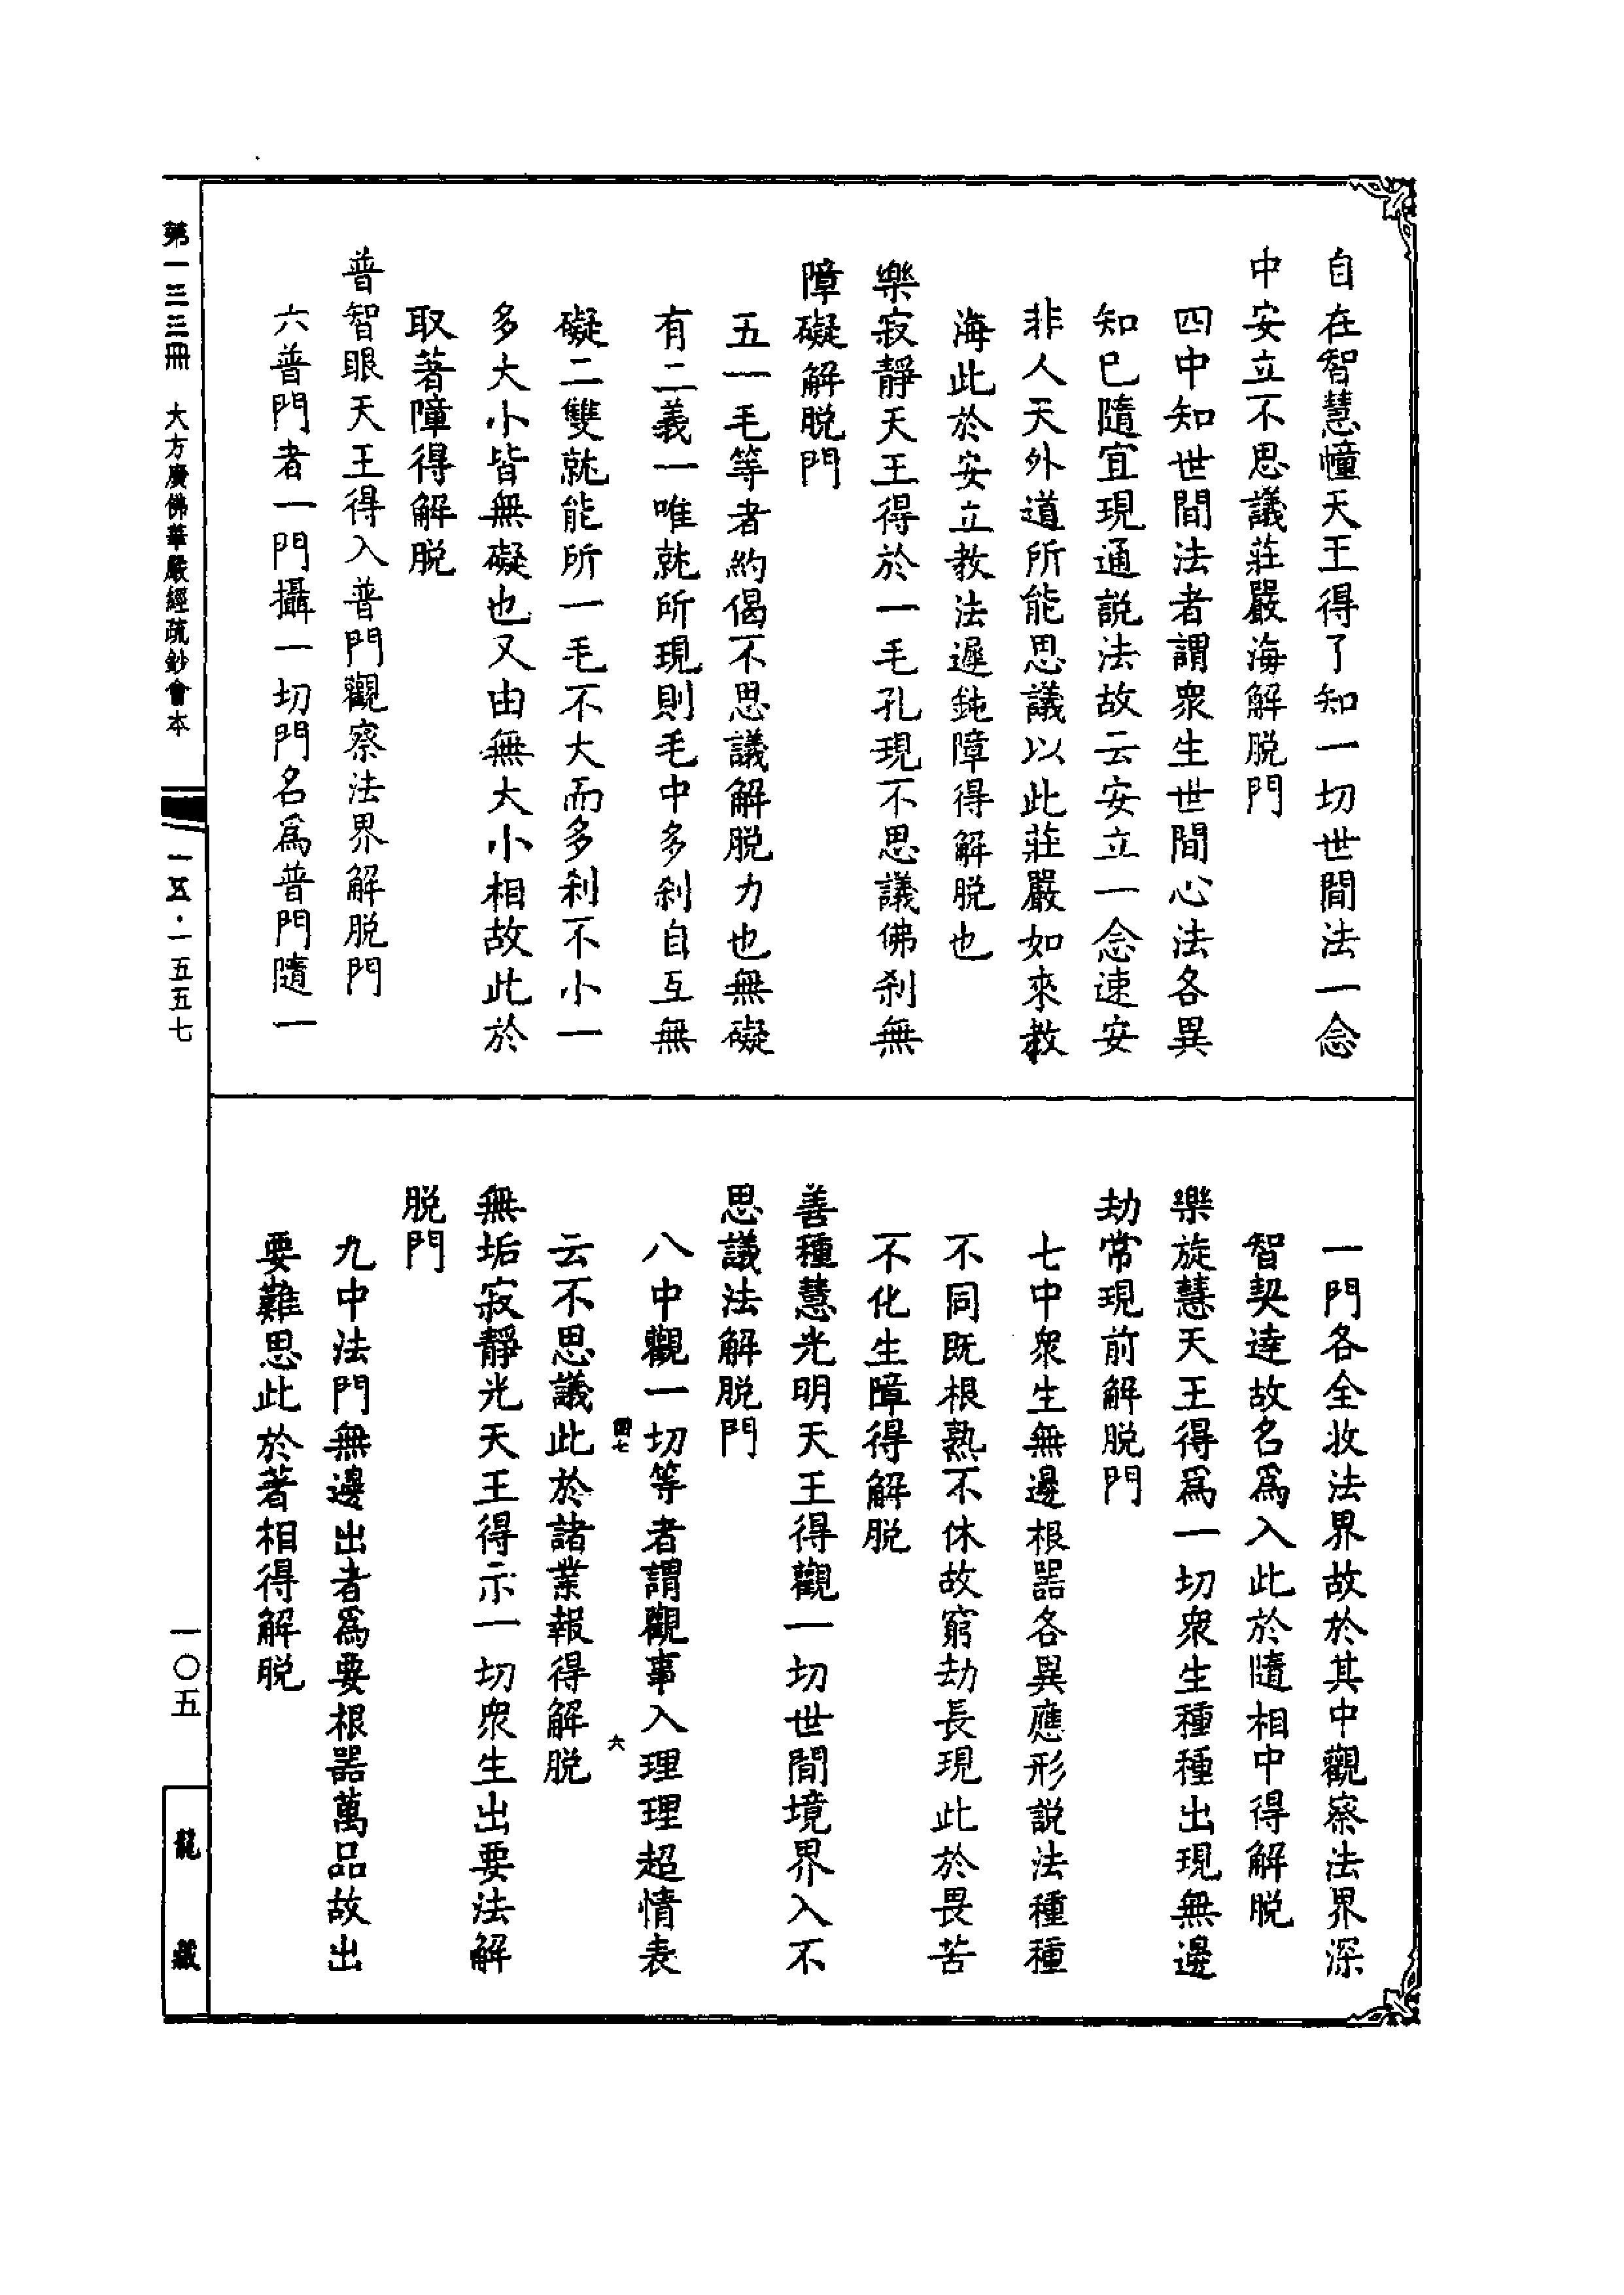 自在智慧幢天王得了知一切世間法一念
中安立不思議莊嚴海解脱門
四中知世間法者謂衆生世間心法各異
知已隨宜現通説法故云安立一念速安
非人天外道所能思議以此莊嚴如來教
海此於安立教法遲鈍障得解脱也
樂寂靜天王得於一毛孔現不思議佛刹無
障礙解脱門
五一毛等者約偈不思議解脱力也無礙
有二義一唯就所現則毛中多刹自互無
礙二雙就能所一毛不大而多刹不小一
多大小皆無礙也又由無大小相故此於
取著障得解脱
普智眼天王得入普門觀察法界解脱門
六普門者一門攝一切門名爲普門隨一
一門各全收法界故於其中觀察法界深
智契達故名爲入此於隨相中得解脱
樂旋慧天王得爲一切衆生種種出現無邊
劫常現前解脱門
七中衆生無邊根器各異應形説法種種
不同既根熟不休故窮劫長現此於畏苦
不化生障得解脱
善種慧光明天王得觀一切世間境界入不
思議法解脱門
八中觀一切等者謂觀事入理理超情表
云不思議此於諸業報得解脱
六
無垢寂靜光天王得示一切衆生出要法解
脱門
九中法門無邊出者爲要根器萬品故出
要難思此於著相得解脱
第一三三冊 大方廣佛華嚴經疏鈔會本 一五五·一五五七
一〇五
龍藏